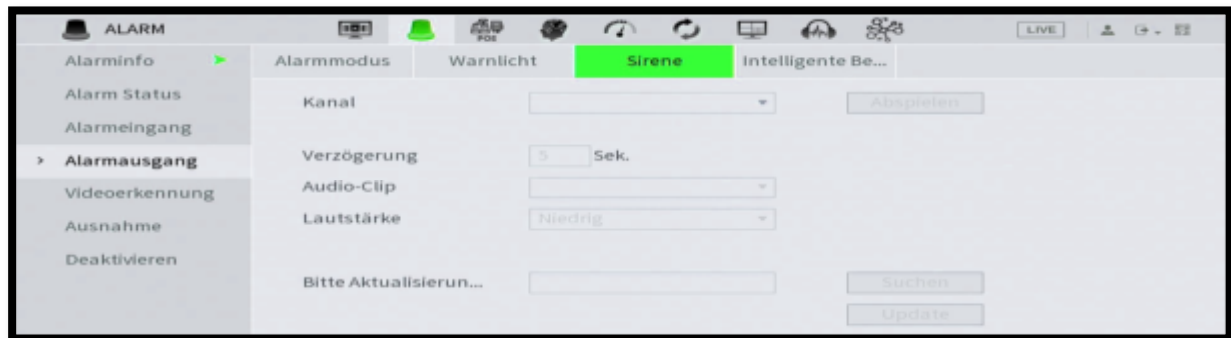 ALARM
POS
LIVE
Alarminfo
Alarmmodus
Warnlicht
Sirene
Intelligente Be...
Alarm Status
Alarmeingang
Alarmausgang
Videoerkennung
Ausnahme
Deaktivieren
Kanal
Abspielen
Verzögerung
5
Sek.
Audio-Clip
Lautstärke
Niedrig
Bitte Aktualisierun...
Suchen
Update